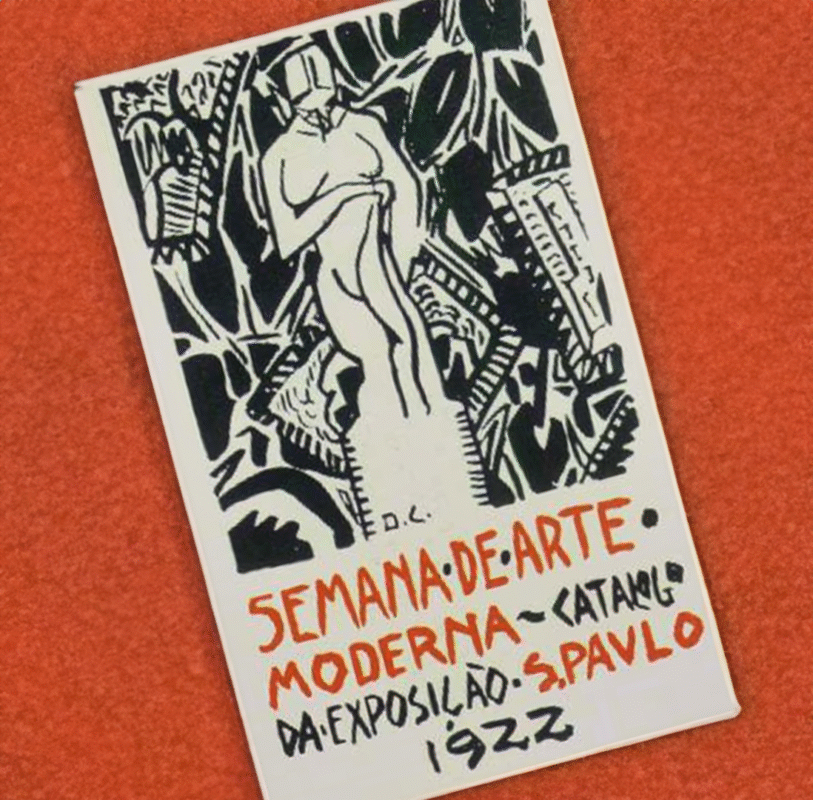 D.C.
SEMANA·DE·ARTE·
MODERNA~CATALOGO
DA·EXPOSIÇÃO·S.PAVLO
1922